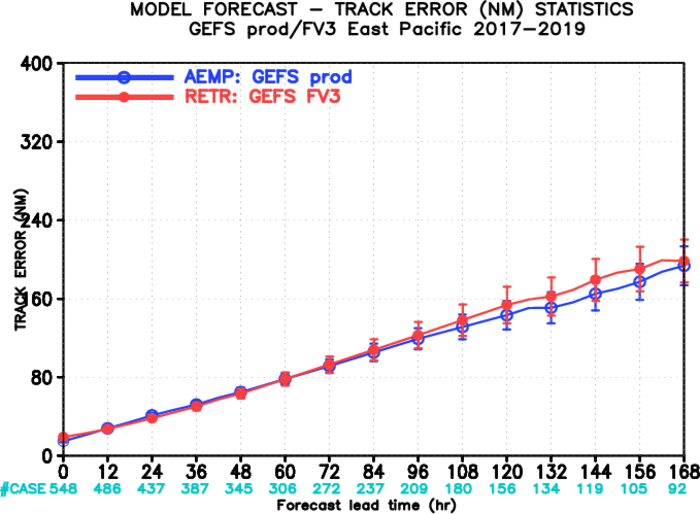 MODEL FORECAST — TRACK ERROR (NM) STATISTICS
GEFS prod/FV3 East Pacific 2017—2019
AEMP: GEFS prod
RETR: GEFS FV3
TRACK ERROR (NM)
400
320
240
160
80
0
0 12 24 36 48 60 72 84 96 108 120 132 144 156 168
#CASE 548 486 437 387 345 306 272 237 209 180 156 134 119 105 92
Forecast lead time (hr)